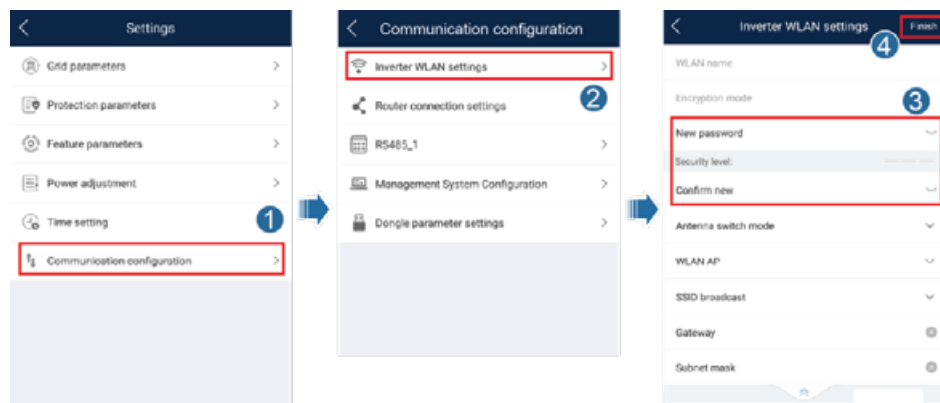 Settings
Grid parameters
Protection parameters
Feature parameters
Power adjustment
Time setting
1
Communication configuration
Communication configuration
Inverter WLAN settings
2
Router connection settings
RS485_1
Management System Configuration
Dongle parameter settings
Inverter WLAN settings
Finish
4
WLAN name
Encryption mode
3
New password
Security level:
Confirm new
Antenna switch mode
WLAN AP
SSID broadcast
Gateway
Subnet mask